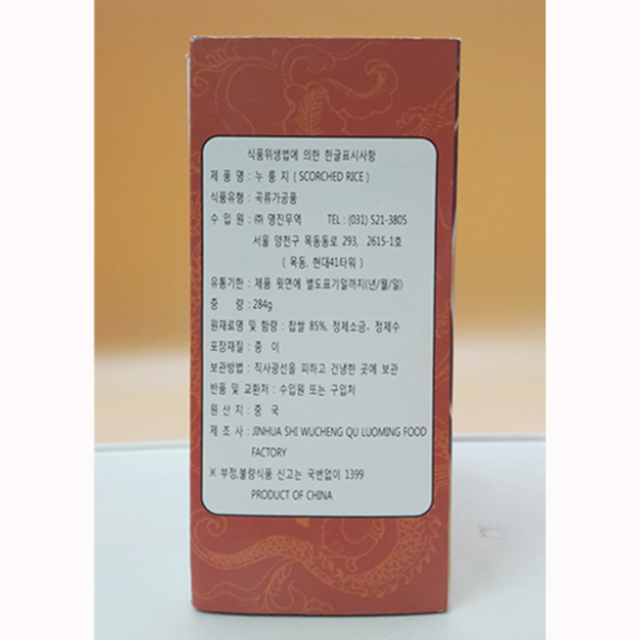 식품위생법에 의한 한글표시사항
제 품 명 : 누 룽 지 ( SCORCHED RICE )
식품유형 : 곡류가공품
수 입 원 : ㈜ 명진무역 TEL : (031) 521-3805
서울 양천구 목동동로 293, 2615-1호
( 목동, 현대41타워 )
유통기한 : 제품 윗면에 별도표기일까지(년/월/일)
중 량 : 284g
원재료명 및 함량 : 찹쌀 85%, 정제소금, 정제수
포장재질 : 종 이
보관방법 : 직사광선을 피하고 건냉한 곳에 보관
반품 및 교환처 : 수입원 또는 구입처
원 산 지 : 중 국
제 조 사 : JINHUA SHI WUCHENG QU LUOMING FOOD
FACTORY
※ 부정,불량식품 신고는 국번없이 1399
PRODUCT OF CHINA